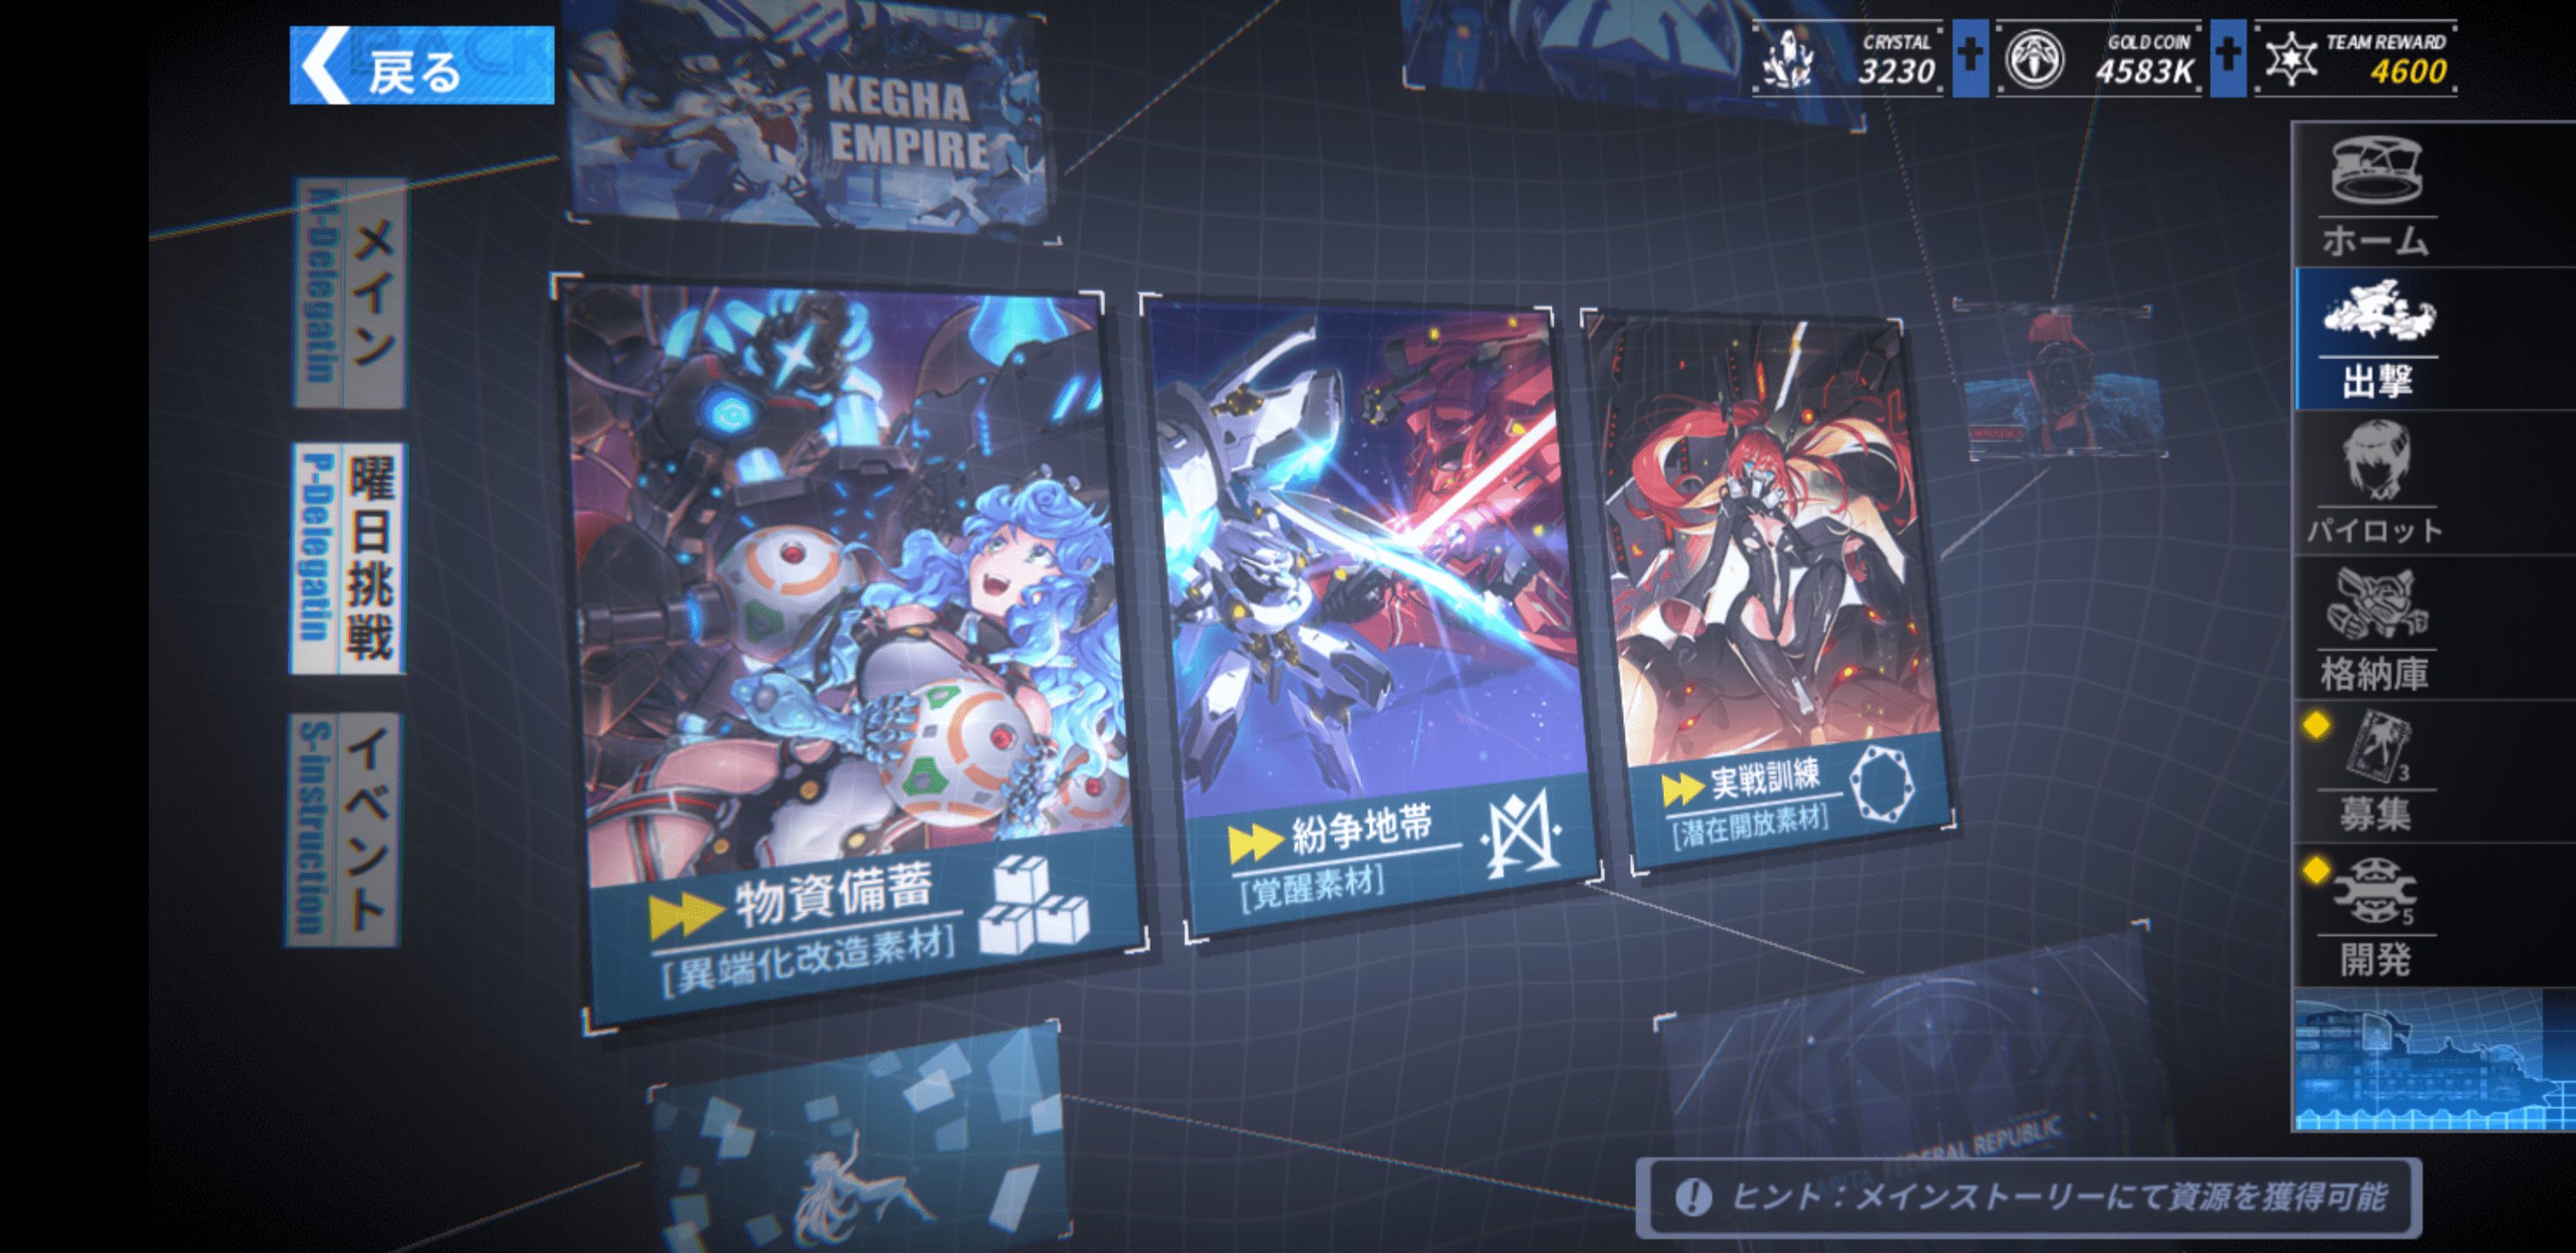 戻る
KEGHA
EMPIRE
CRYSTAL
3230
GOLD COIN
4583K
TEAM REWARD
4600
メイン
M-Delegatin
曜日挑戦
P-Delegatin
イベント
S-instruction
物資備蓄
[異端化改造素材]
紛争地帯
[覚醒素材]
実戦訓練
[潜在開放素材]
ホーム
出撃
パイロット
格納庫
3
募集
5
開発
FEDERAL REPUBLIC
ヒント：メインストーリーにて資源を獲得可能